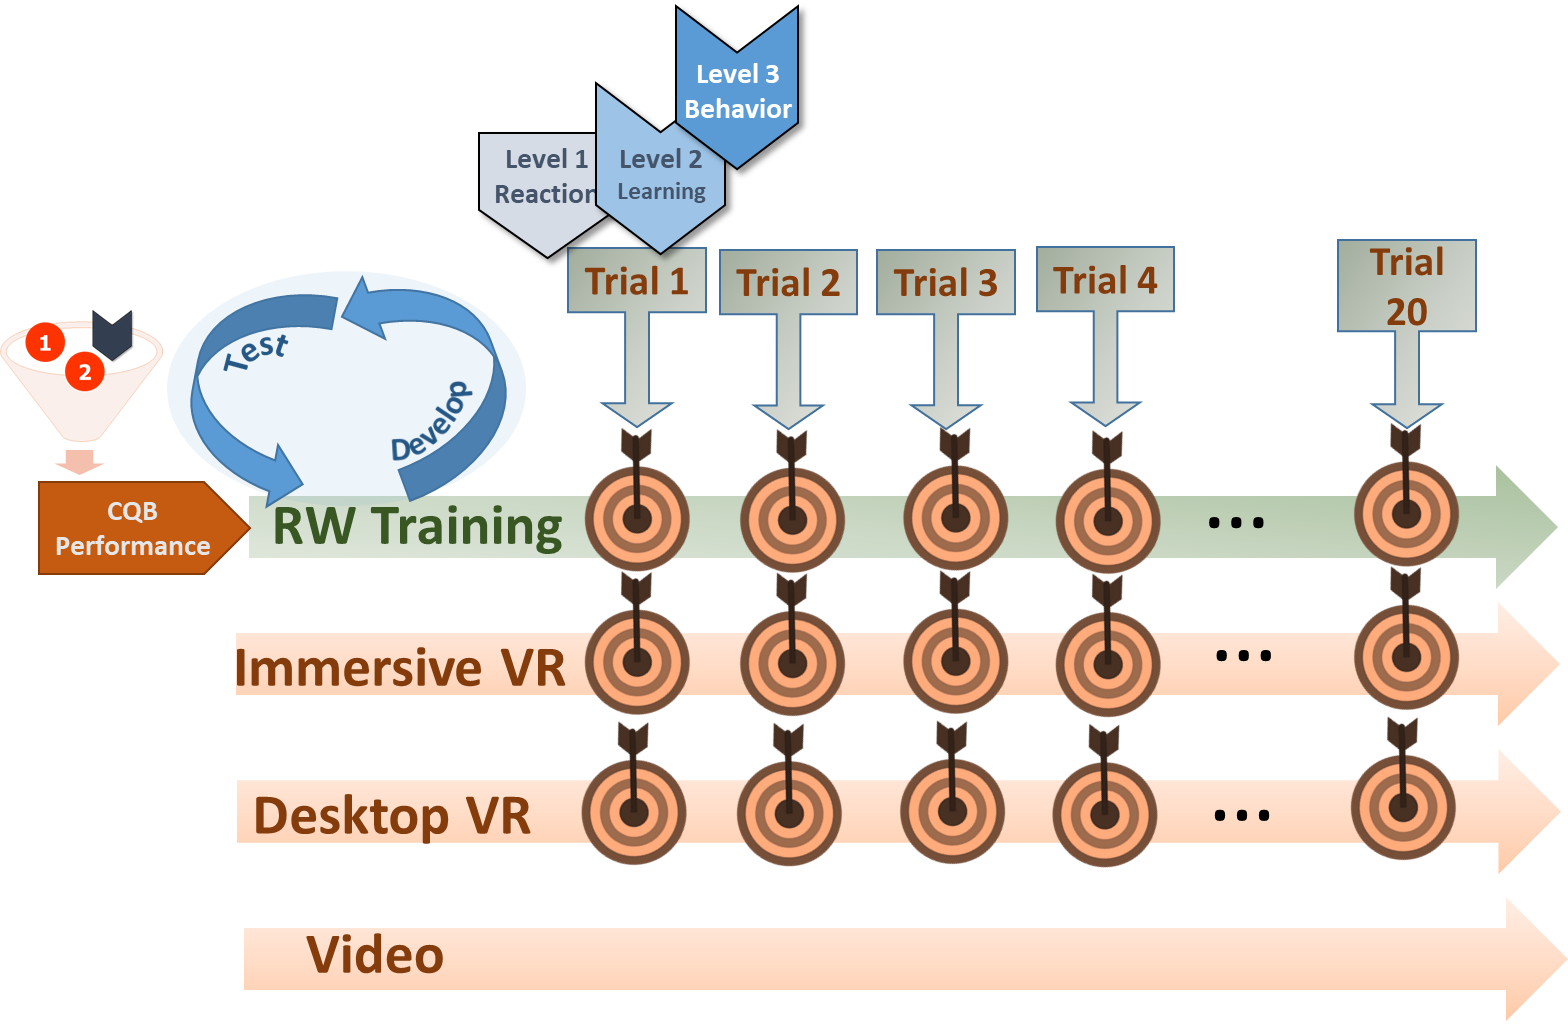 Level 3
Behavior
Level 1
Reaction
Level 2
Learning
Trial 1
Trial 2
Trial 3
Trial 4
Trial
20
1
2
Test
Develop
CQB
Performance
RW Training
...
Immersive VR
...
Desktop VR
...
Video